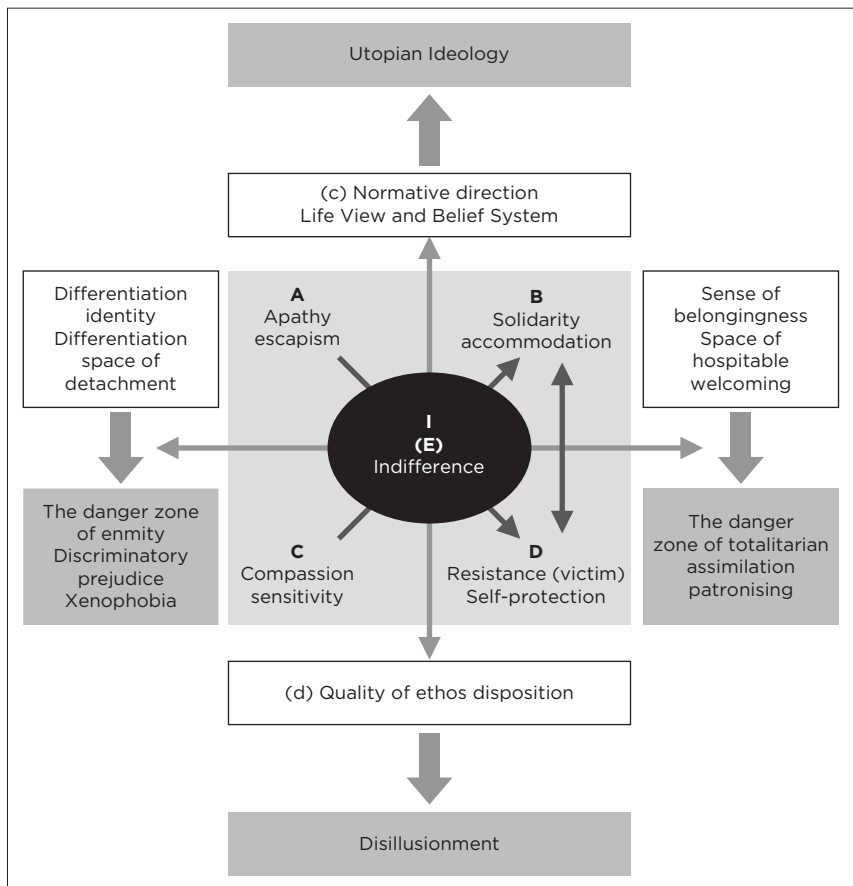 Utopian Ideology
(c) Normative direction
Life View and Belief System
Differentiation
identity
Differentiation
space of
detachment
A
Apathy
escapism
B
Solidarity
accommodation
Sense of
belongingness
Space of
hospitable
welcoming
I
(E)
Indifference
The danger zone
of enmity
Discriminatory
prejudice
Xenophobia
C
Compassion
sensitivity
D
Resistance (victim)
Self-protection
The danger
zone of totalitarian
assimilation
patronising
(d) Quality of ethos disposition
Disillusionment